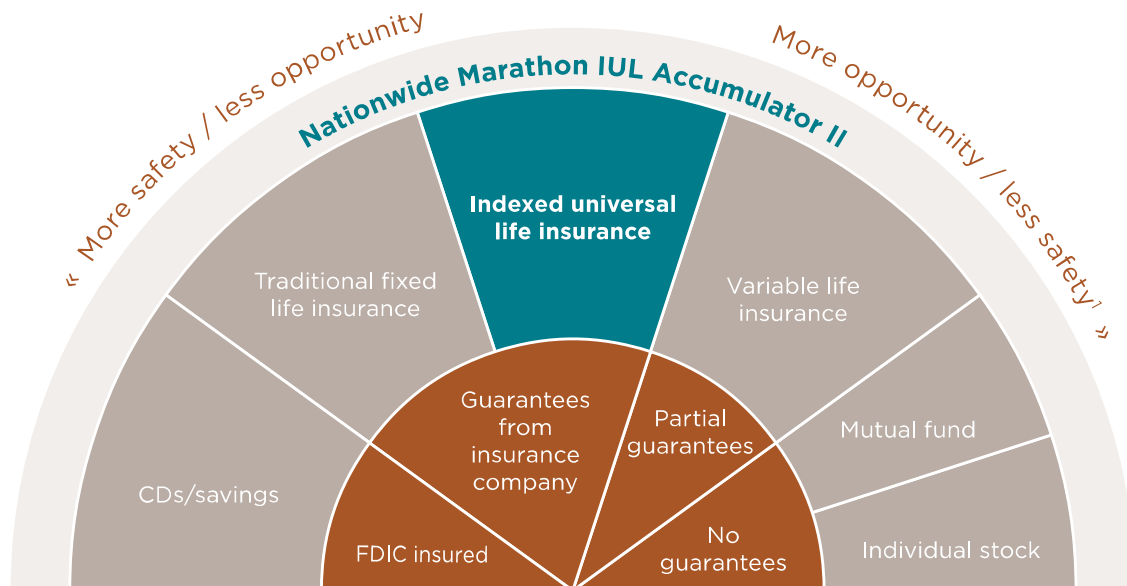 « More safety / less opportunity
More opportunity / less safety¹ »
Nationwide Marathon IUL Accumulator II
CDs/savings
Traditional fixed
life insurance
Indexed universal
life insurance
Variable life
insurance
Mutual fund
Individual stock
FDIC insured
Guarantees
from
insurance
company
Partial
guarantees
No
guarantees